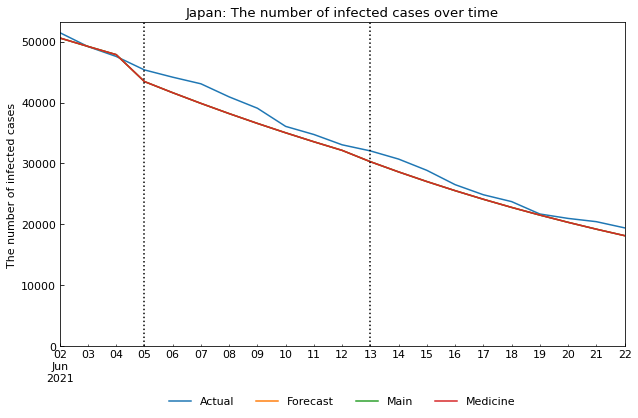 Japan: The number of infected cases over time
The number of infected cases
50000
40000
30000
20000
10000
0
02 03 04 05 06 07 08 09 10 11 12 13 14 15 16 17 18 19 20 21 22
Jun
2021
Actual Forecast Main Medicine